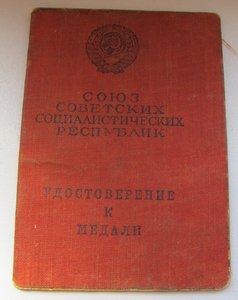 СОЮЗ
СОВЕТСКИХ
СОЦИАЛИСТИЧЕСКИХ
РЕСПУБЛИК
УДОСТОВЕРЕНИЕ
К
МЕДАЛИ